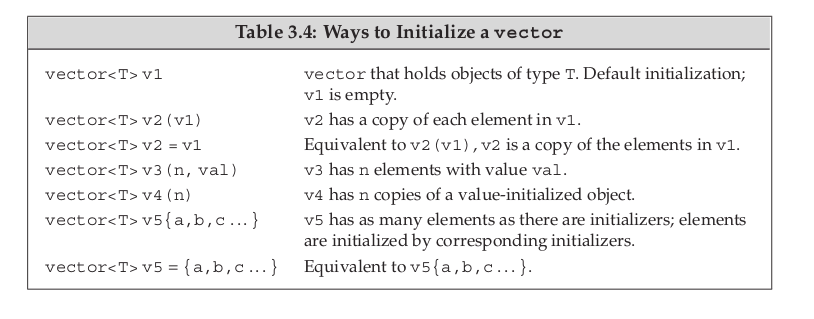 Table 3.4: Ways to Initialize a vector
vector<T> v1 vector that holds objects of type T. Default initialization;
v1 is empty.
vector<T> v2(v1) v2 has a copy of each element in v1.
vector<T> v2 = v1 Equivalent to v2(v1), v2 is a copy of the elements in v1.
vector<T> v3(n, val) v3 has n elements with value val.
vector<T> v4(n) v4 has n copies of a value-initialized object.
vector<T> v5{a,b,c...} v5 has as many elements as there are initializers; elements
are initialized by corresponding initializers.
vector<T> v5 = {a,b,c...} Equivalent to v5{a,b,c...}.